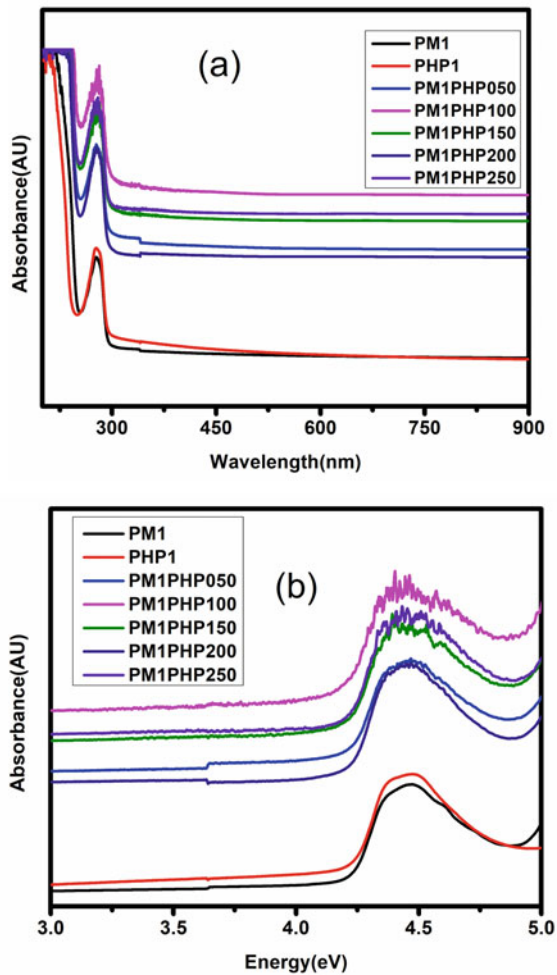 (a)
PM1
PHP1
PM1PHP050
PM1PHP100
PM1PHP150
PM1PHP200
PM1PHP250
Absorbance(AU)
300
450
600
750
900
Wavelength(nm)
(b)
PM1
PHP1
PM1PHP050
PM1PHP100
PM1PHP150
PM1PHP200
PM1PHP250
Absorbance(AU)
3.0
3.5
4.0
4.5
5.0
Energy(eV)